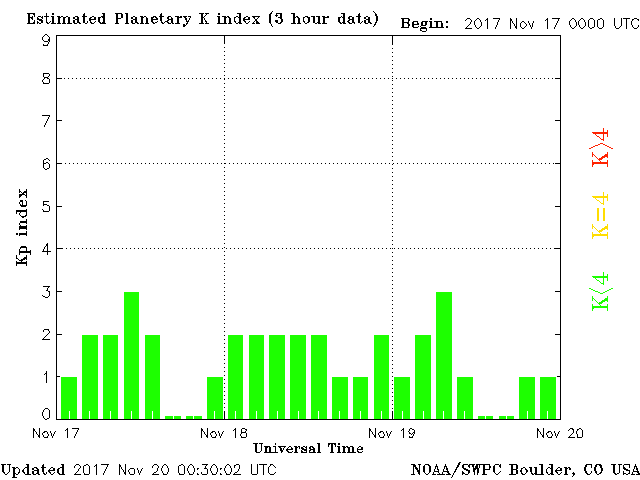 Estimated Planetary K index (3 hour data)
Begin: 2017 Nov 17 0000 UTC
9
8
7
6
5
4
3
2
1
0
Kp index
K>4
K=4
K<4
Nov 17
Nov 18
Nov 19
Nov 20
Universal Time
Updated 2017 Nov 20 00:30:02 UTC
NOAA/SWPC Boulder, CO USA